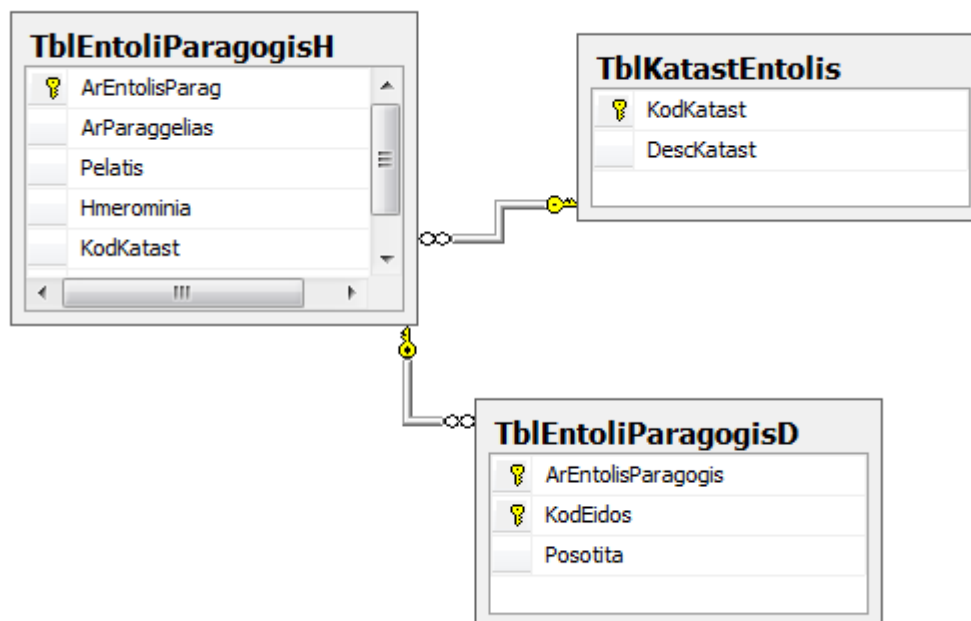 TblEntoliParagogisH
ArEntolisParag
ArParaggelias
Pelatis
Hmerominia
KodKatast
TblKatastEntolis
KodKatast
DescKatast
TblEntoliParagogisD
ArEntolisParagogis
KodEidos
Posotita